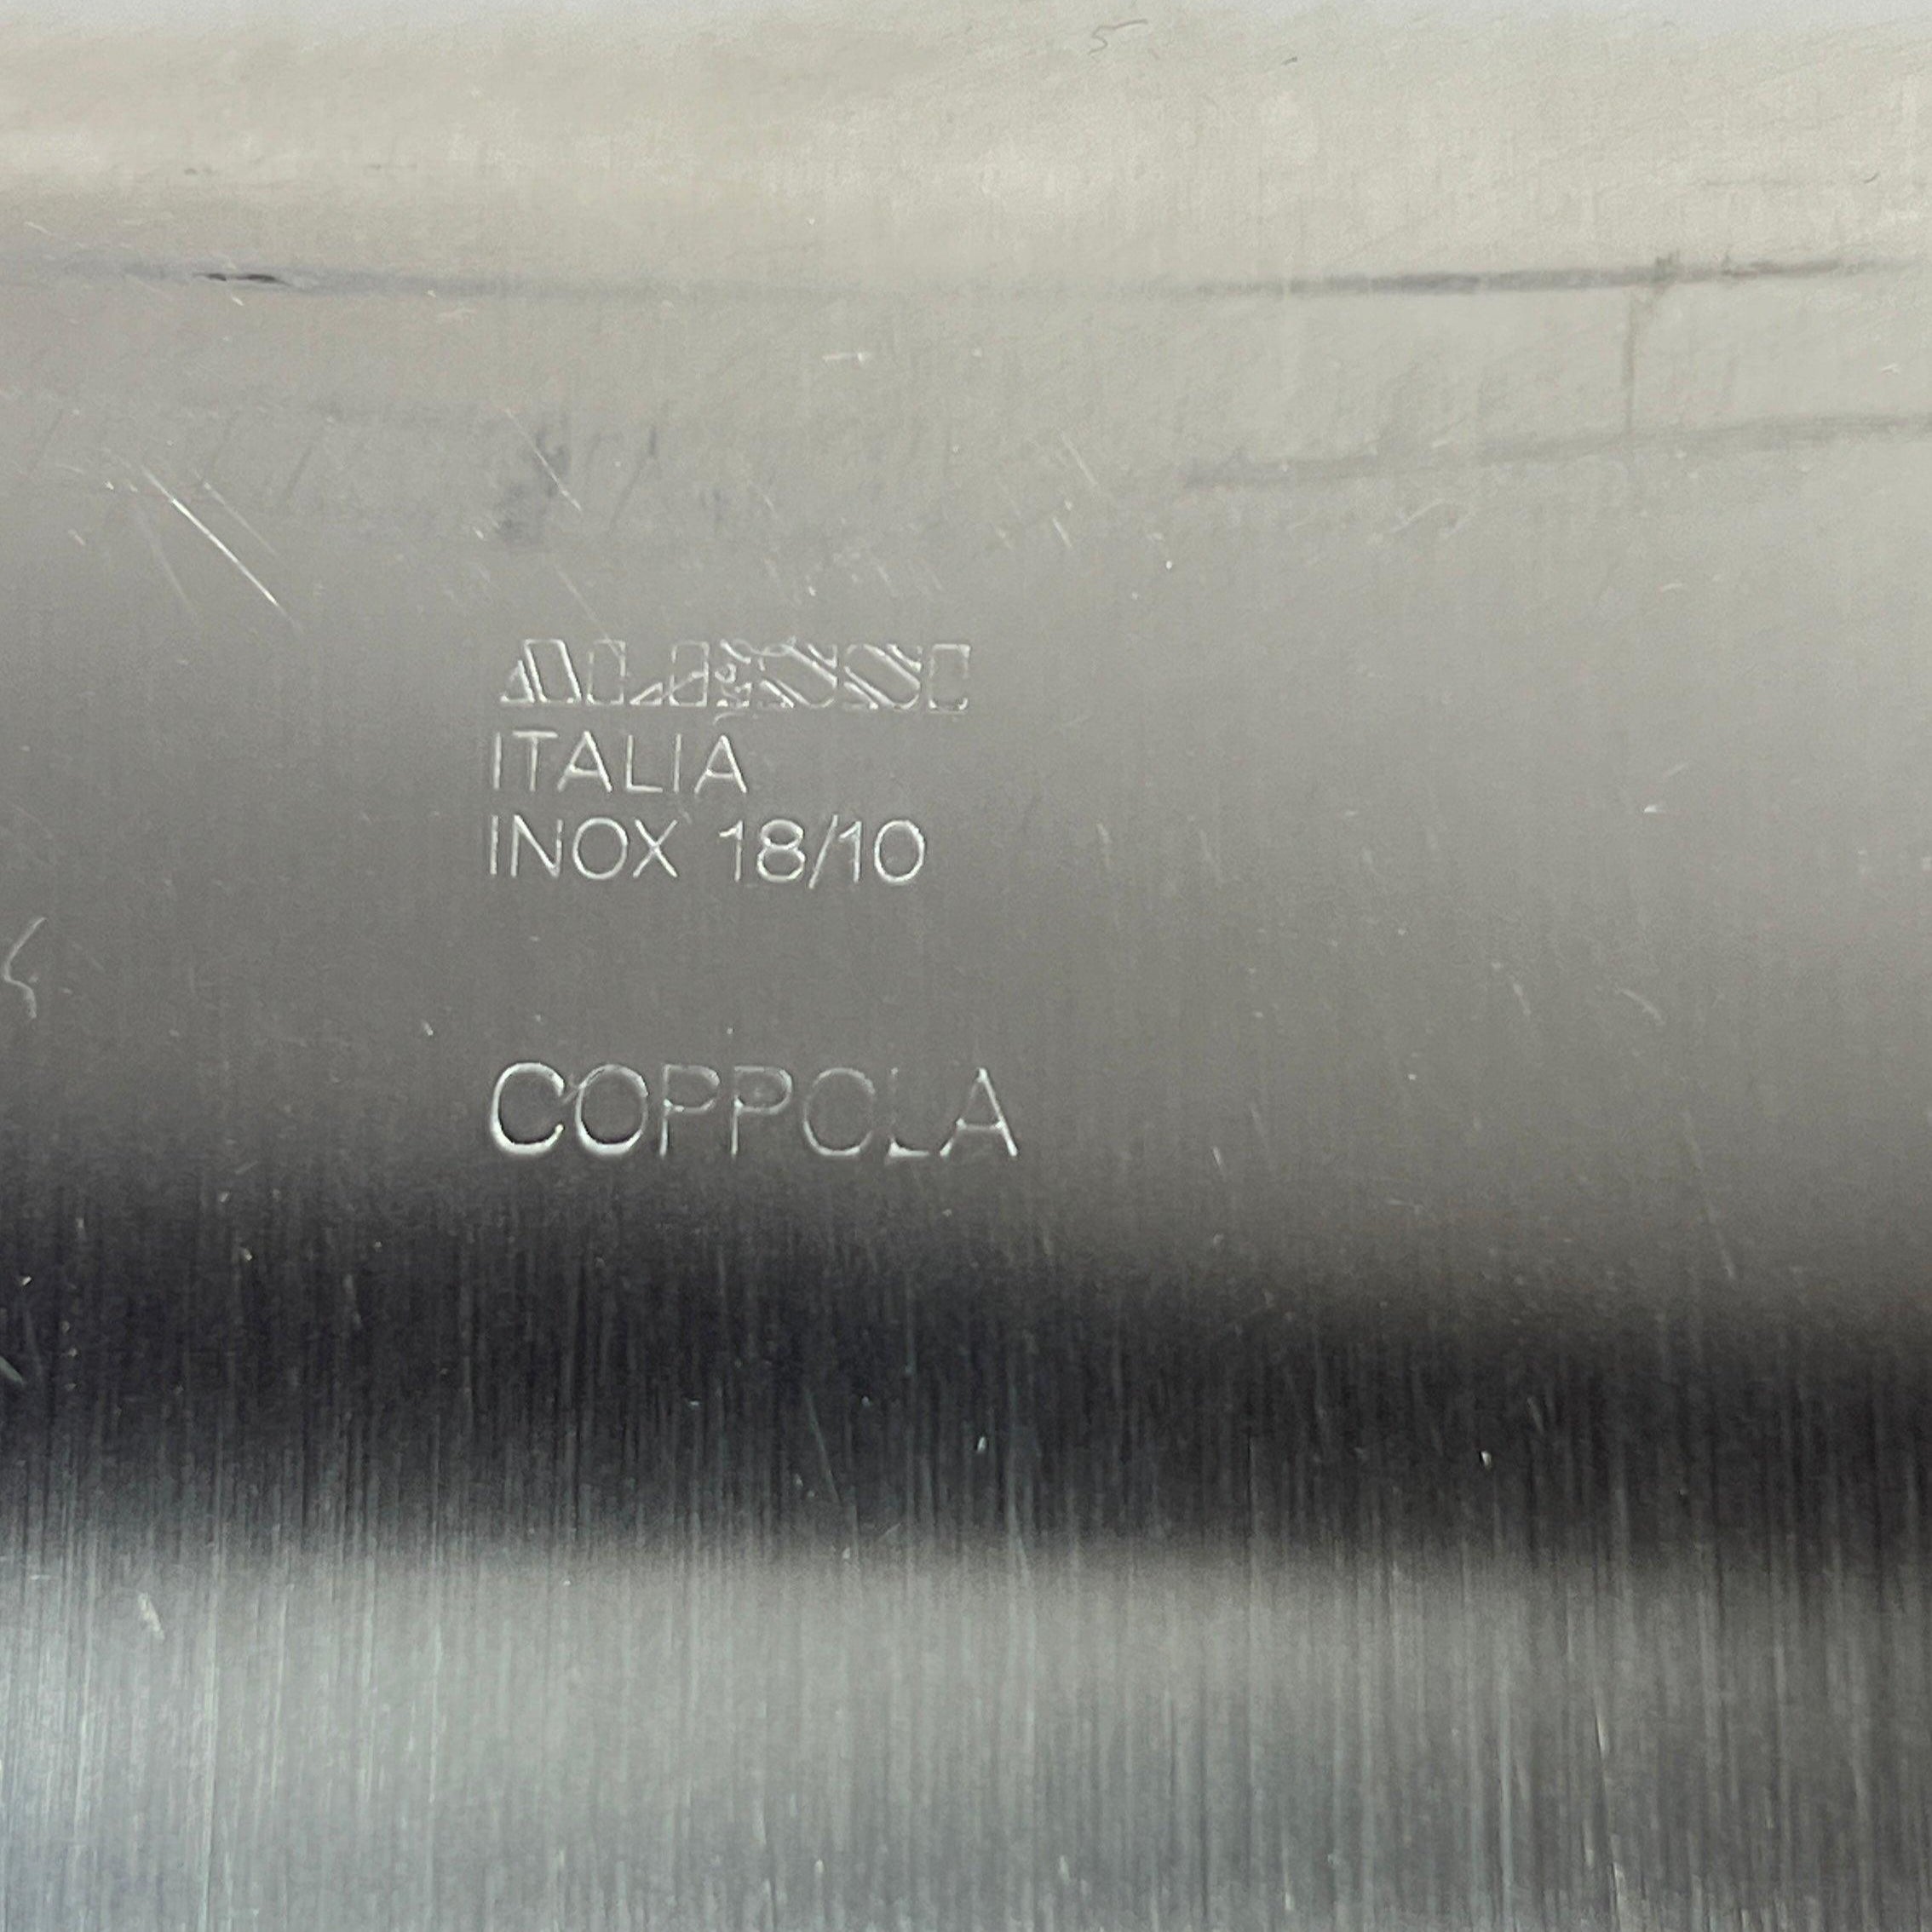 ALESSI
ITALIA
INOX 18/10
COPPOLA